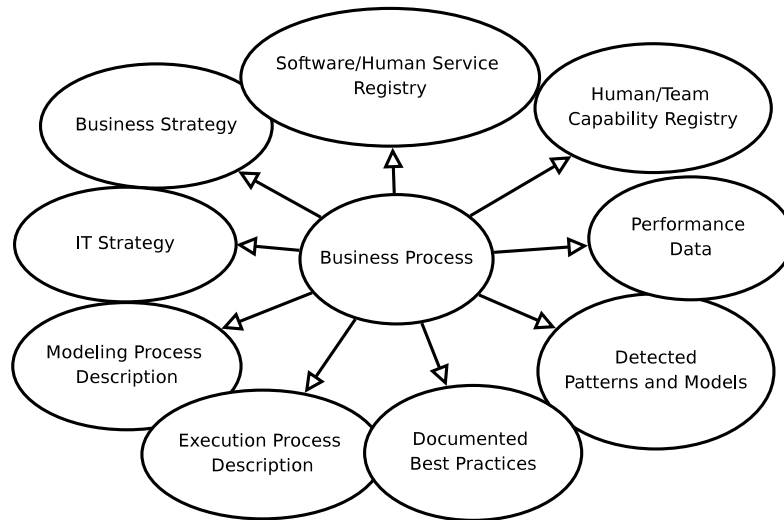 Software/Human Service
Registry
Business Strategy
Human/Team
Capability Registry
IT Strategy
Business Process
Performance
Data
Modeling Process
Description
Detected
Patterns and Models
Execution Process
Description
Documented
Best Practices